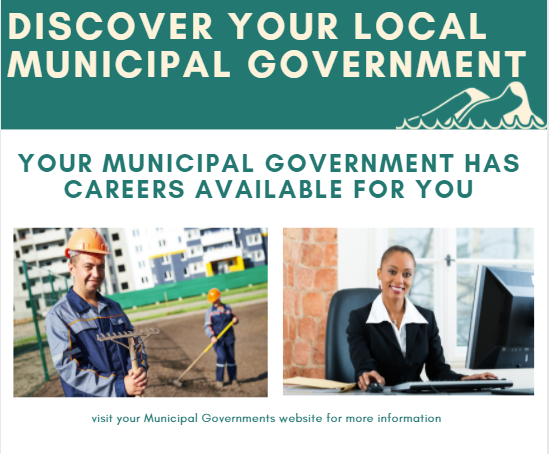 DISCOVER YOUR LOCAL
MUNICIPAL GOVERNMENT
YOUR MUNICIPAL GOVERNMENT HAS
CAREERS AVAILABLE FOR YOU
visit your Municipal Governments website for more information